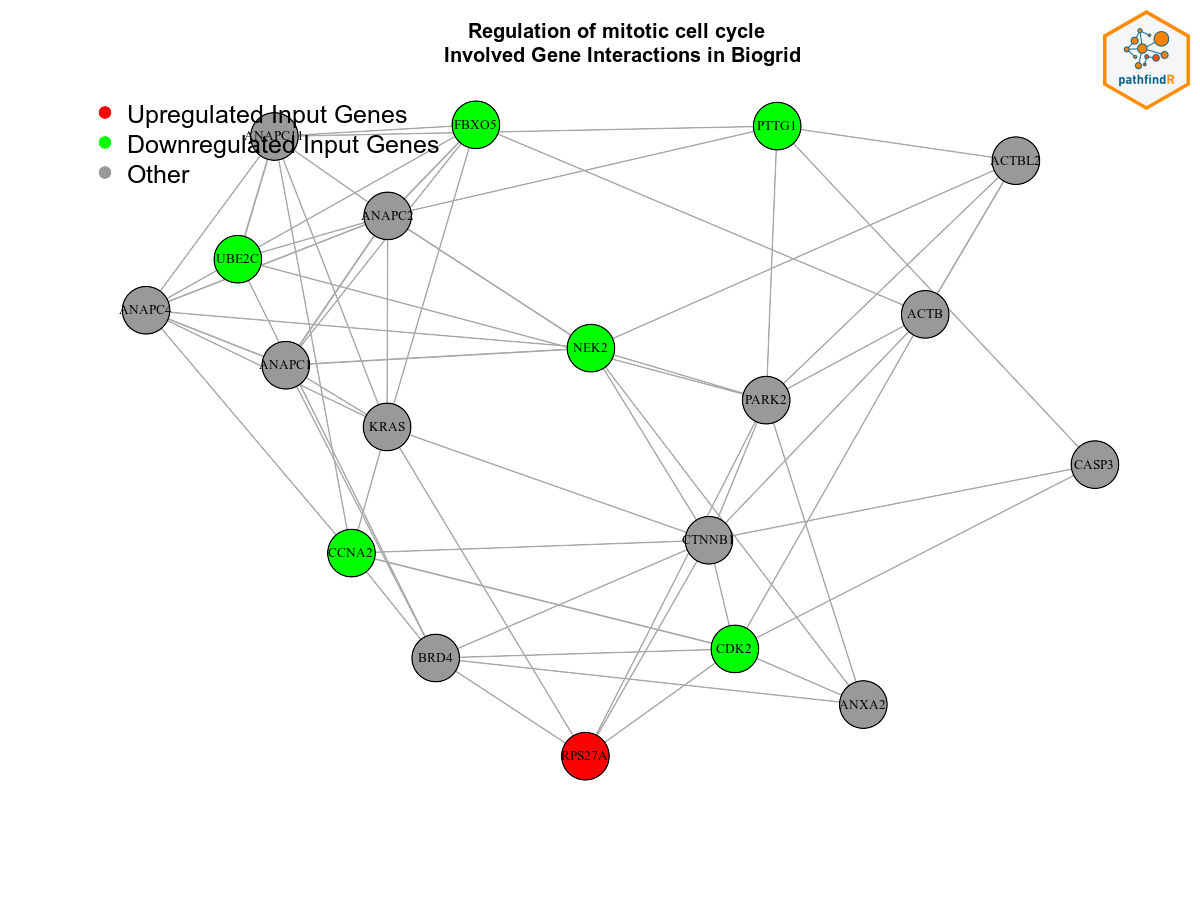 Regulation of mitotic cell cycle
Involved Gene Interactions in Biogrid
pathfindR
Upregulated Input Genes
Downregulated Input Genes
Other
ANAPC11
FBXO5
PTTG1
ACTBL2
ANAPC2
UBE2C
ANAPC4
ACTB
NEK2
ANAPC1
PARK2
KRAS
CASP3
CTNNB1
CCNA2
CDK2
BRD4
ANXA2
RPS27A